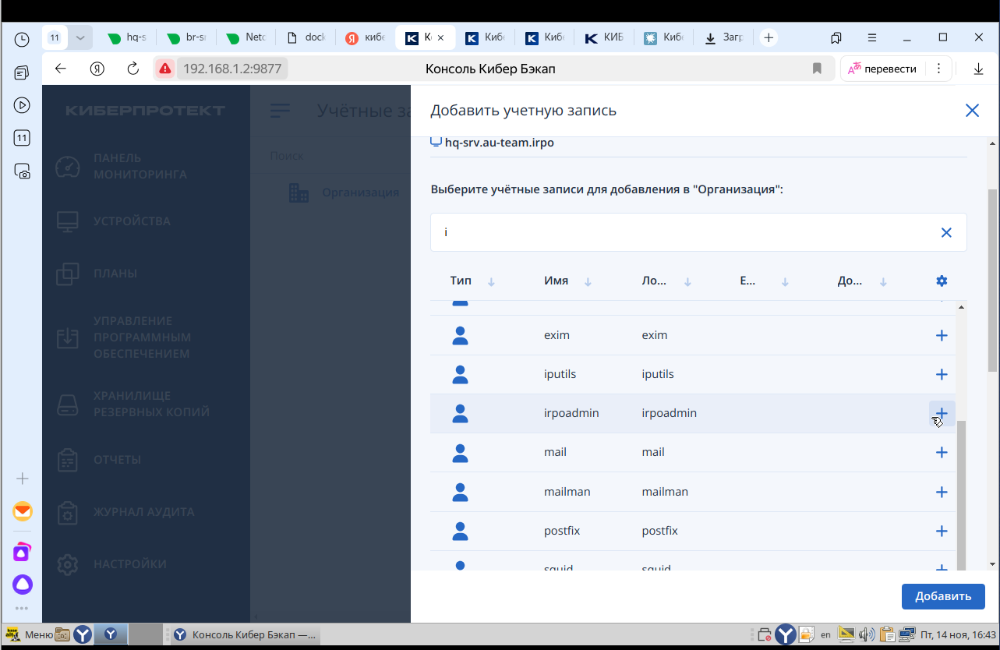 11
hq-s
br-s
Netc
dock
кибе
К
Кибе
Кибе
КИБ
Кибе
Загр
192.168.1.2:9877
Консоль Кибер Бэкап
перевести
11
КИБЕРПРОТЕКТ
ПАНЕЛЬ
МОНИТОРИНГА
УСТРОЙСТВА
ПЛАНЫ
УПРАВЛЕНИЕ
ПРОГРАММНЫМ
ОБЕСПЕЧЕНИЕМ
ХРАНИЛИЩЕ
РЕЗЕРВНЫХ КОПИЙ
ОТЧЕТЫ
ЖУРНАЛ АУДИТА
НАСТРОЙКИ
Учётные за
Поиск
Организация
Добавить учетную запись
hq-srv.au-team.irpo
Выберите учётные записи для добавления в "Организация":
i
Тип Имя Ло... E... До...
exim exim
iputils iputils
irpoadmin irpoadmin
mail mail
mailman mailman
postfix postfix
squid squid
Добавить
Меню
Консоль Кибер Бэкап —...
en
Пт, 14 ноя, 16:43